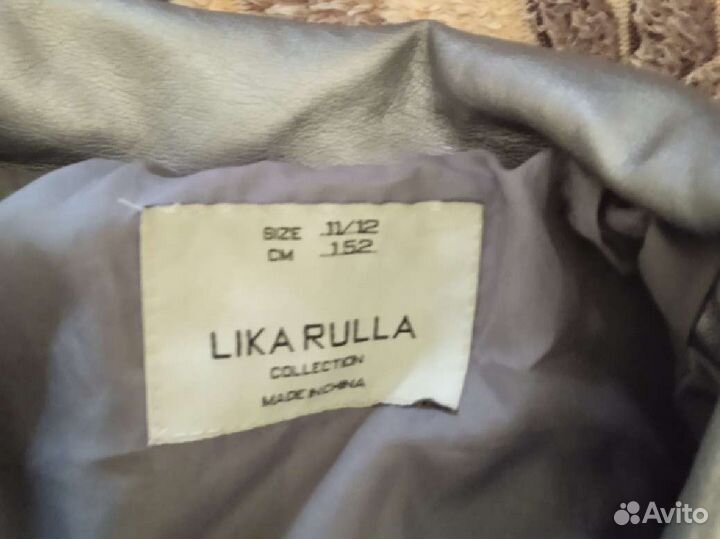 SIZE 11/12
CM 152
LIKA RULLA
COLLECTION
MADE IN CHINA
Avito